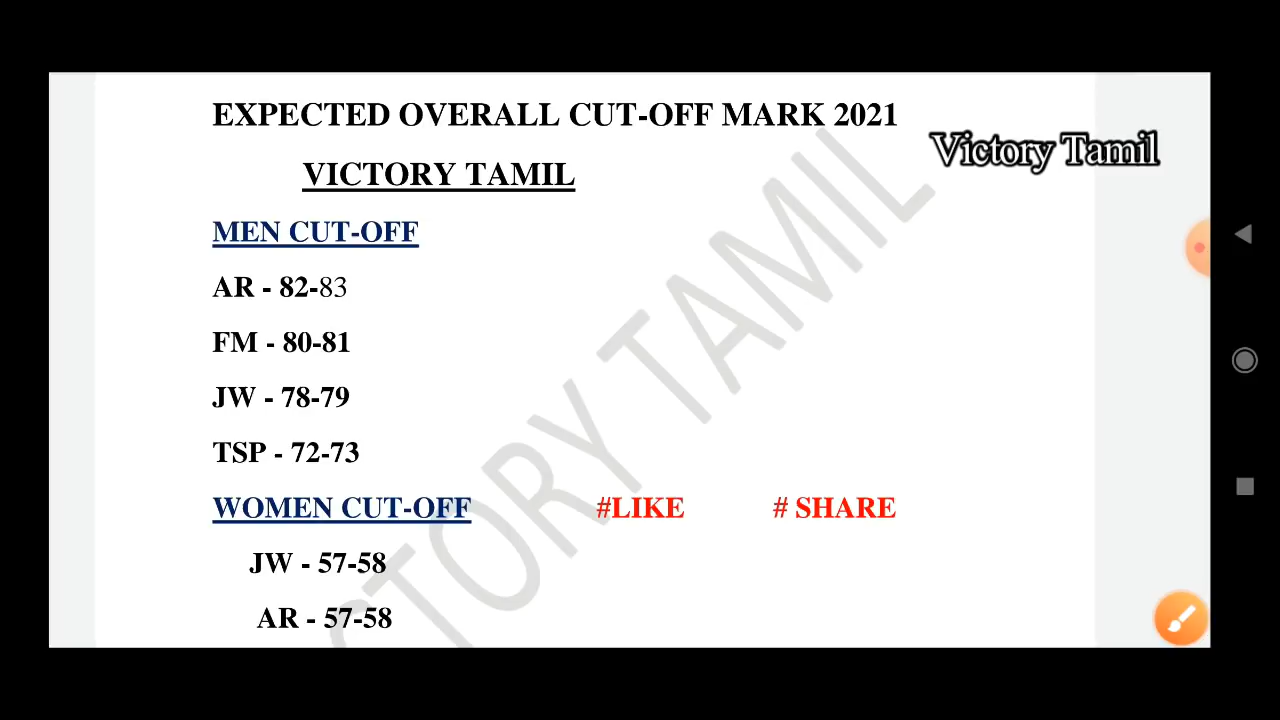 EXPECTED OVERALL CUT-OFF MARK 2021
Victory Tamil
VICTORY TAMIL
MEN CUT-OFF
AR - 82-83
FM - 80-81
JW - 78-79
TSP - 72-73
WOMEN CUT-OFF #LIKE # SHARE
JW - 57-58
AR - 57-58
VICTORY TAMIL